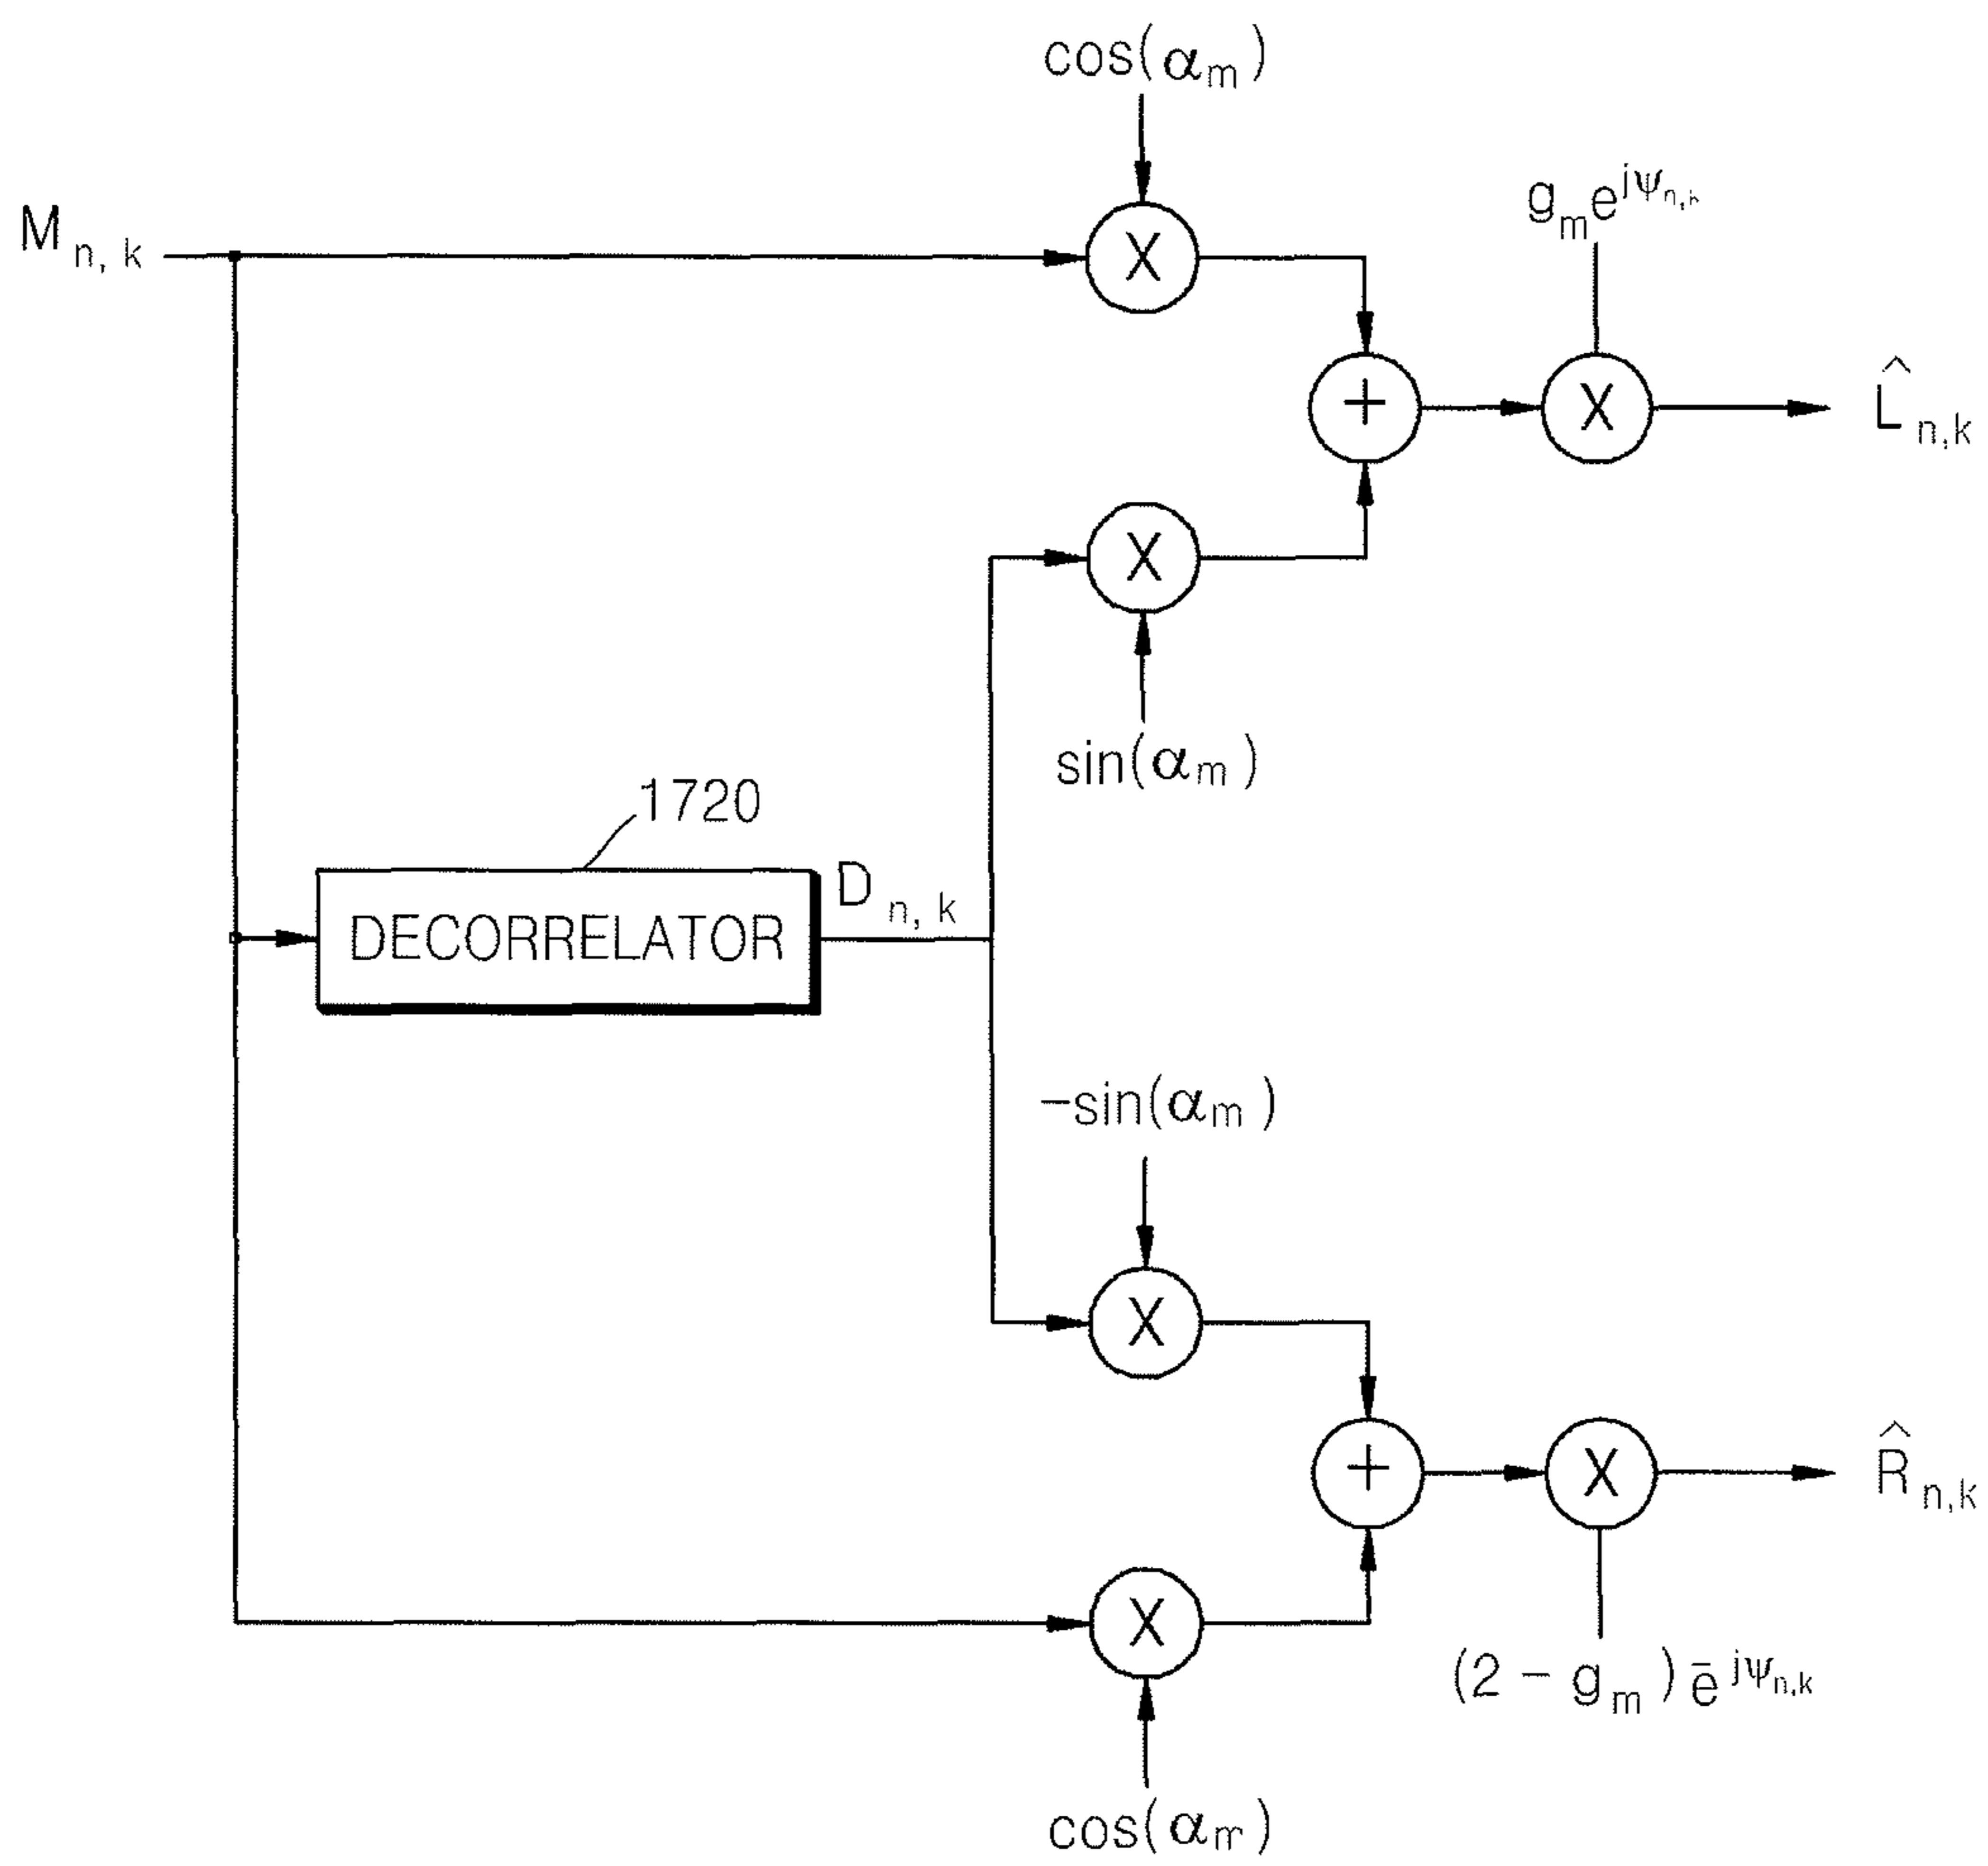 cos(αm)
gmejψn,k
Mn, k
X
X
+
X
L̂n,k
X
sin(αm)
1720
Dn, k
DECORRELATOR
-sin(αm)
X
+
X
R̂n,k
X
(2 - gm) ējψn,k
cos(αm)